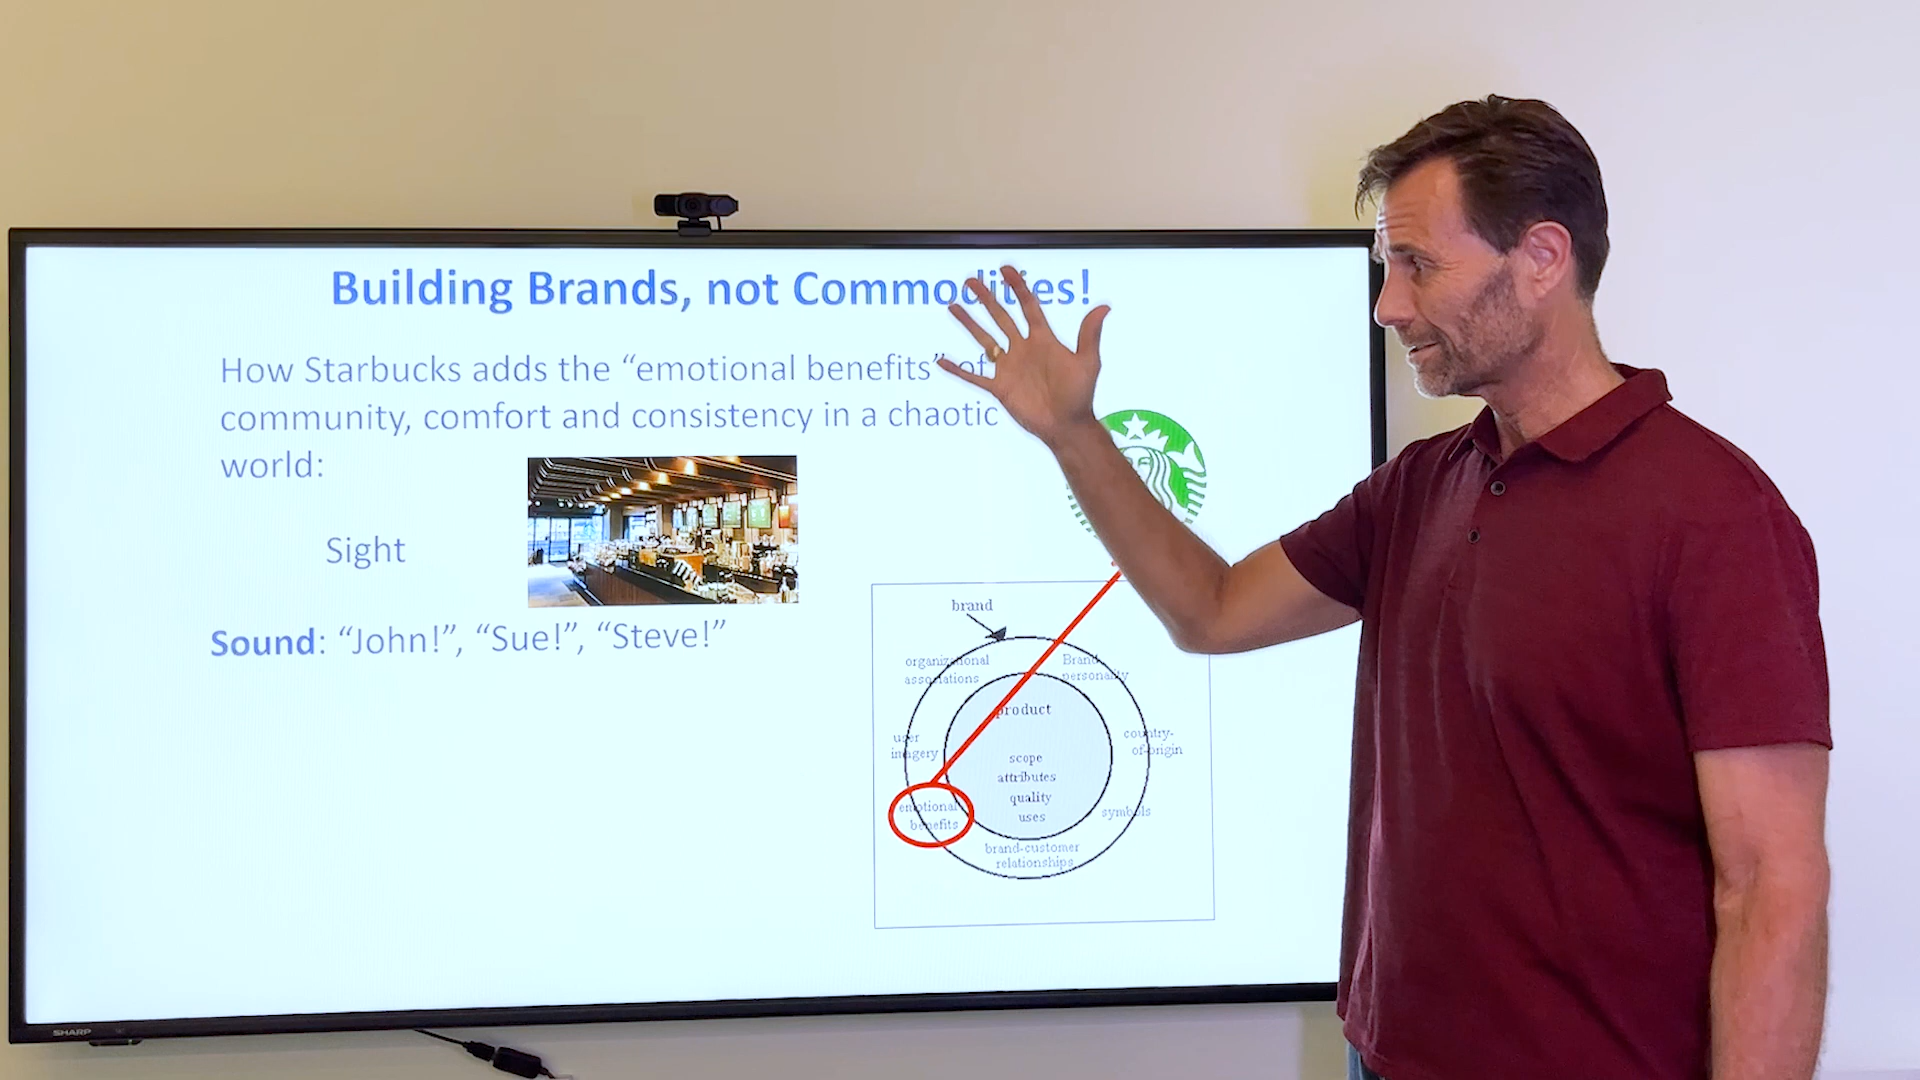 Building Brands, not Commodities!
How Starbucks adds the “emotional benefits” of
community, comfort and consistency in a chaotic
world:
Sight
Sound: “John!”, “Sue!”, “Steve!”
brand
organizational
associations
Brand
personality
product
user
imagery
country-
of-origin
scope
attributes
quality
uses
emotional
benefits
symbols
brand-customer
relationships
SHARP